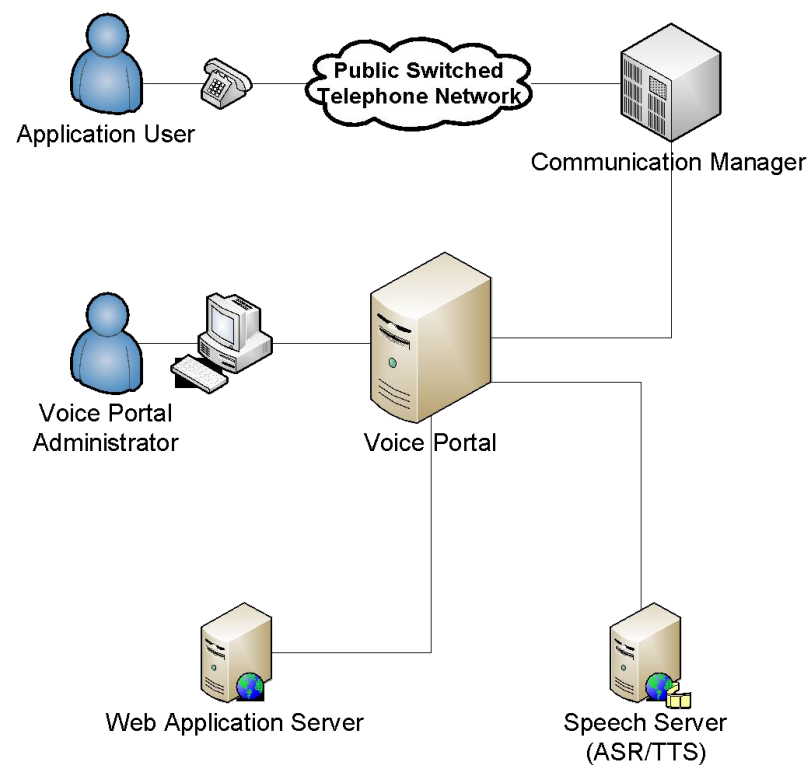 Public Switched
Telephone Network
Application User
Communication Manager
Voice Portal
Administrator
Voice Portal
Web Application Server
Speech Server
(ASR/TTS)